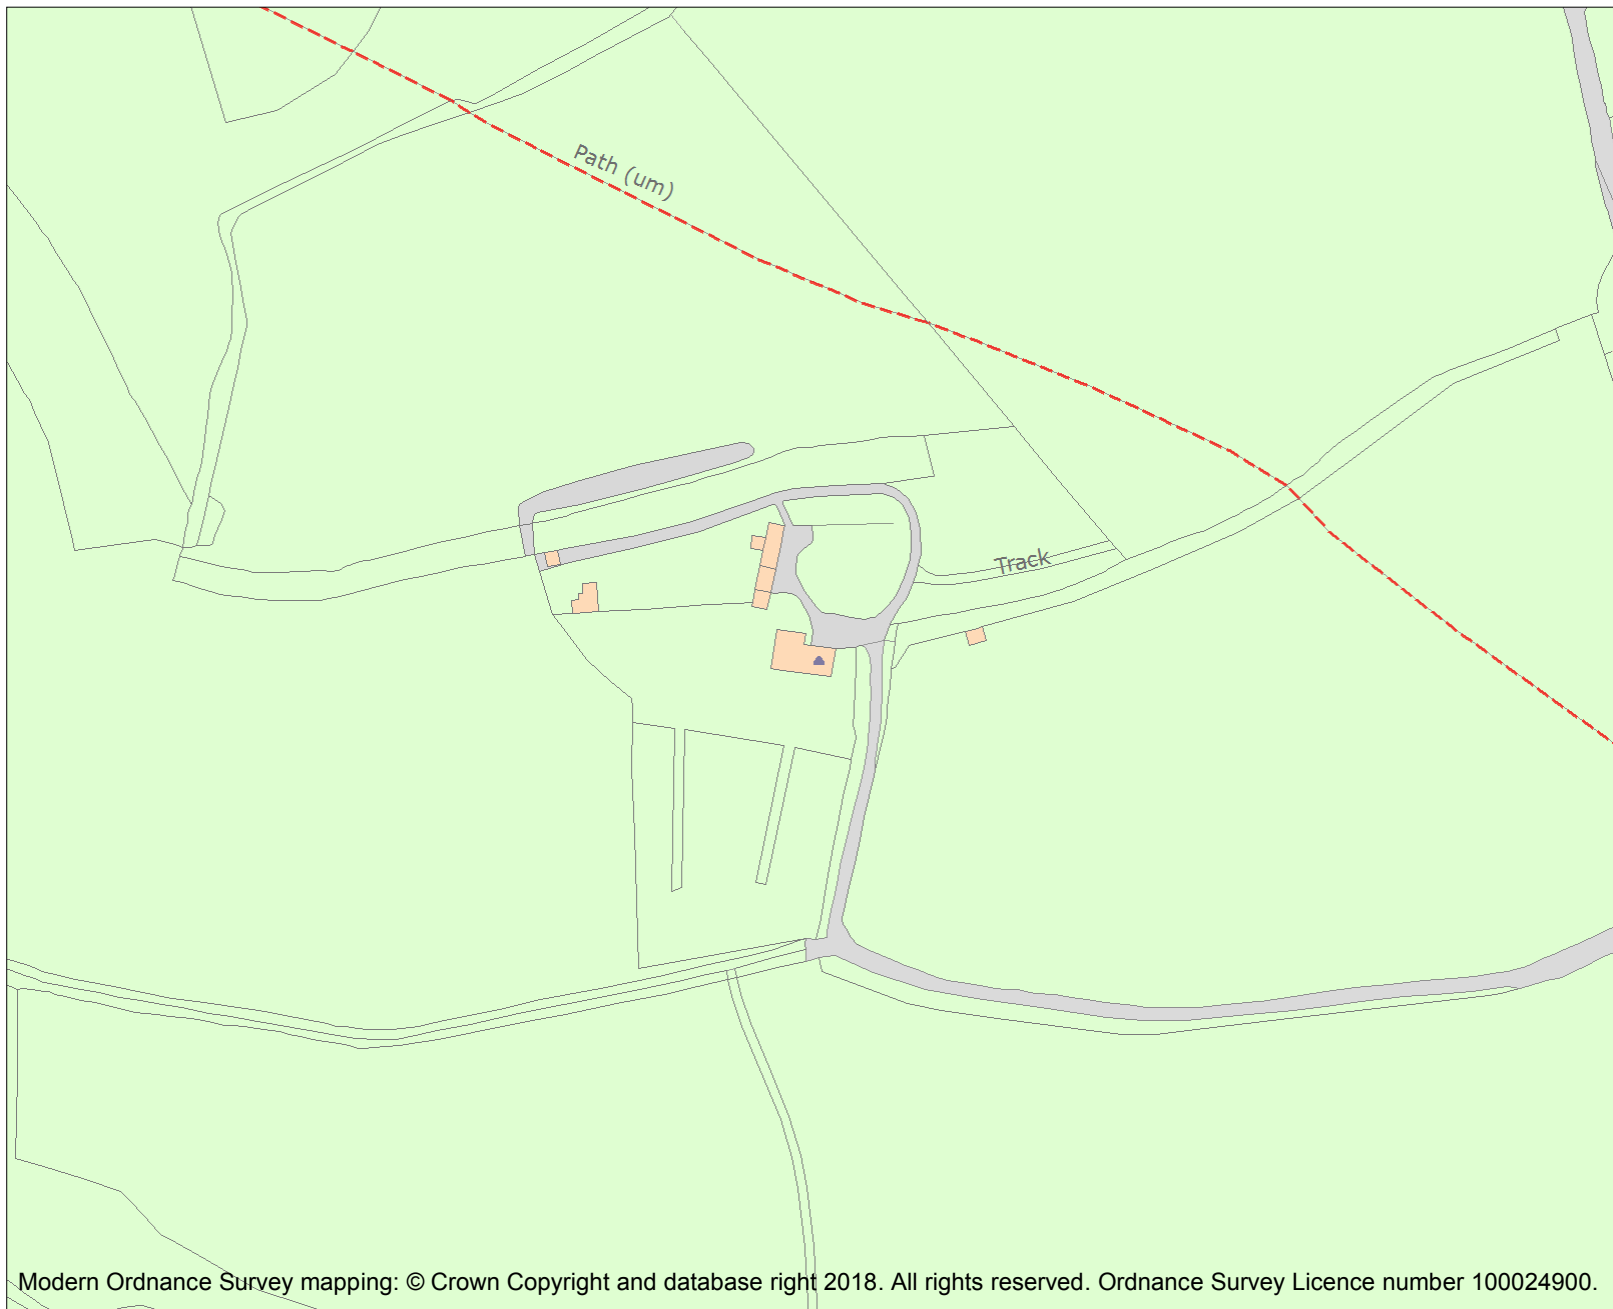 Path (um)
Track
Modern Ordnance Survey mapping: © Crown Copyright and database right 2018. All rights reserved. Ordnance Survey Licence number 100024900.